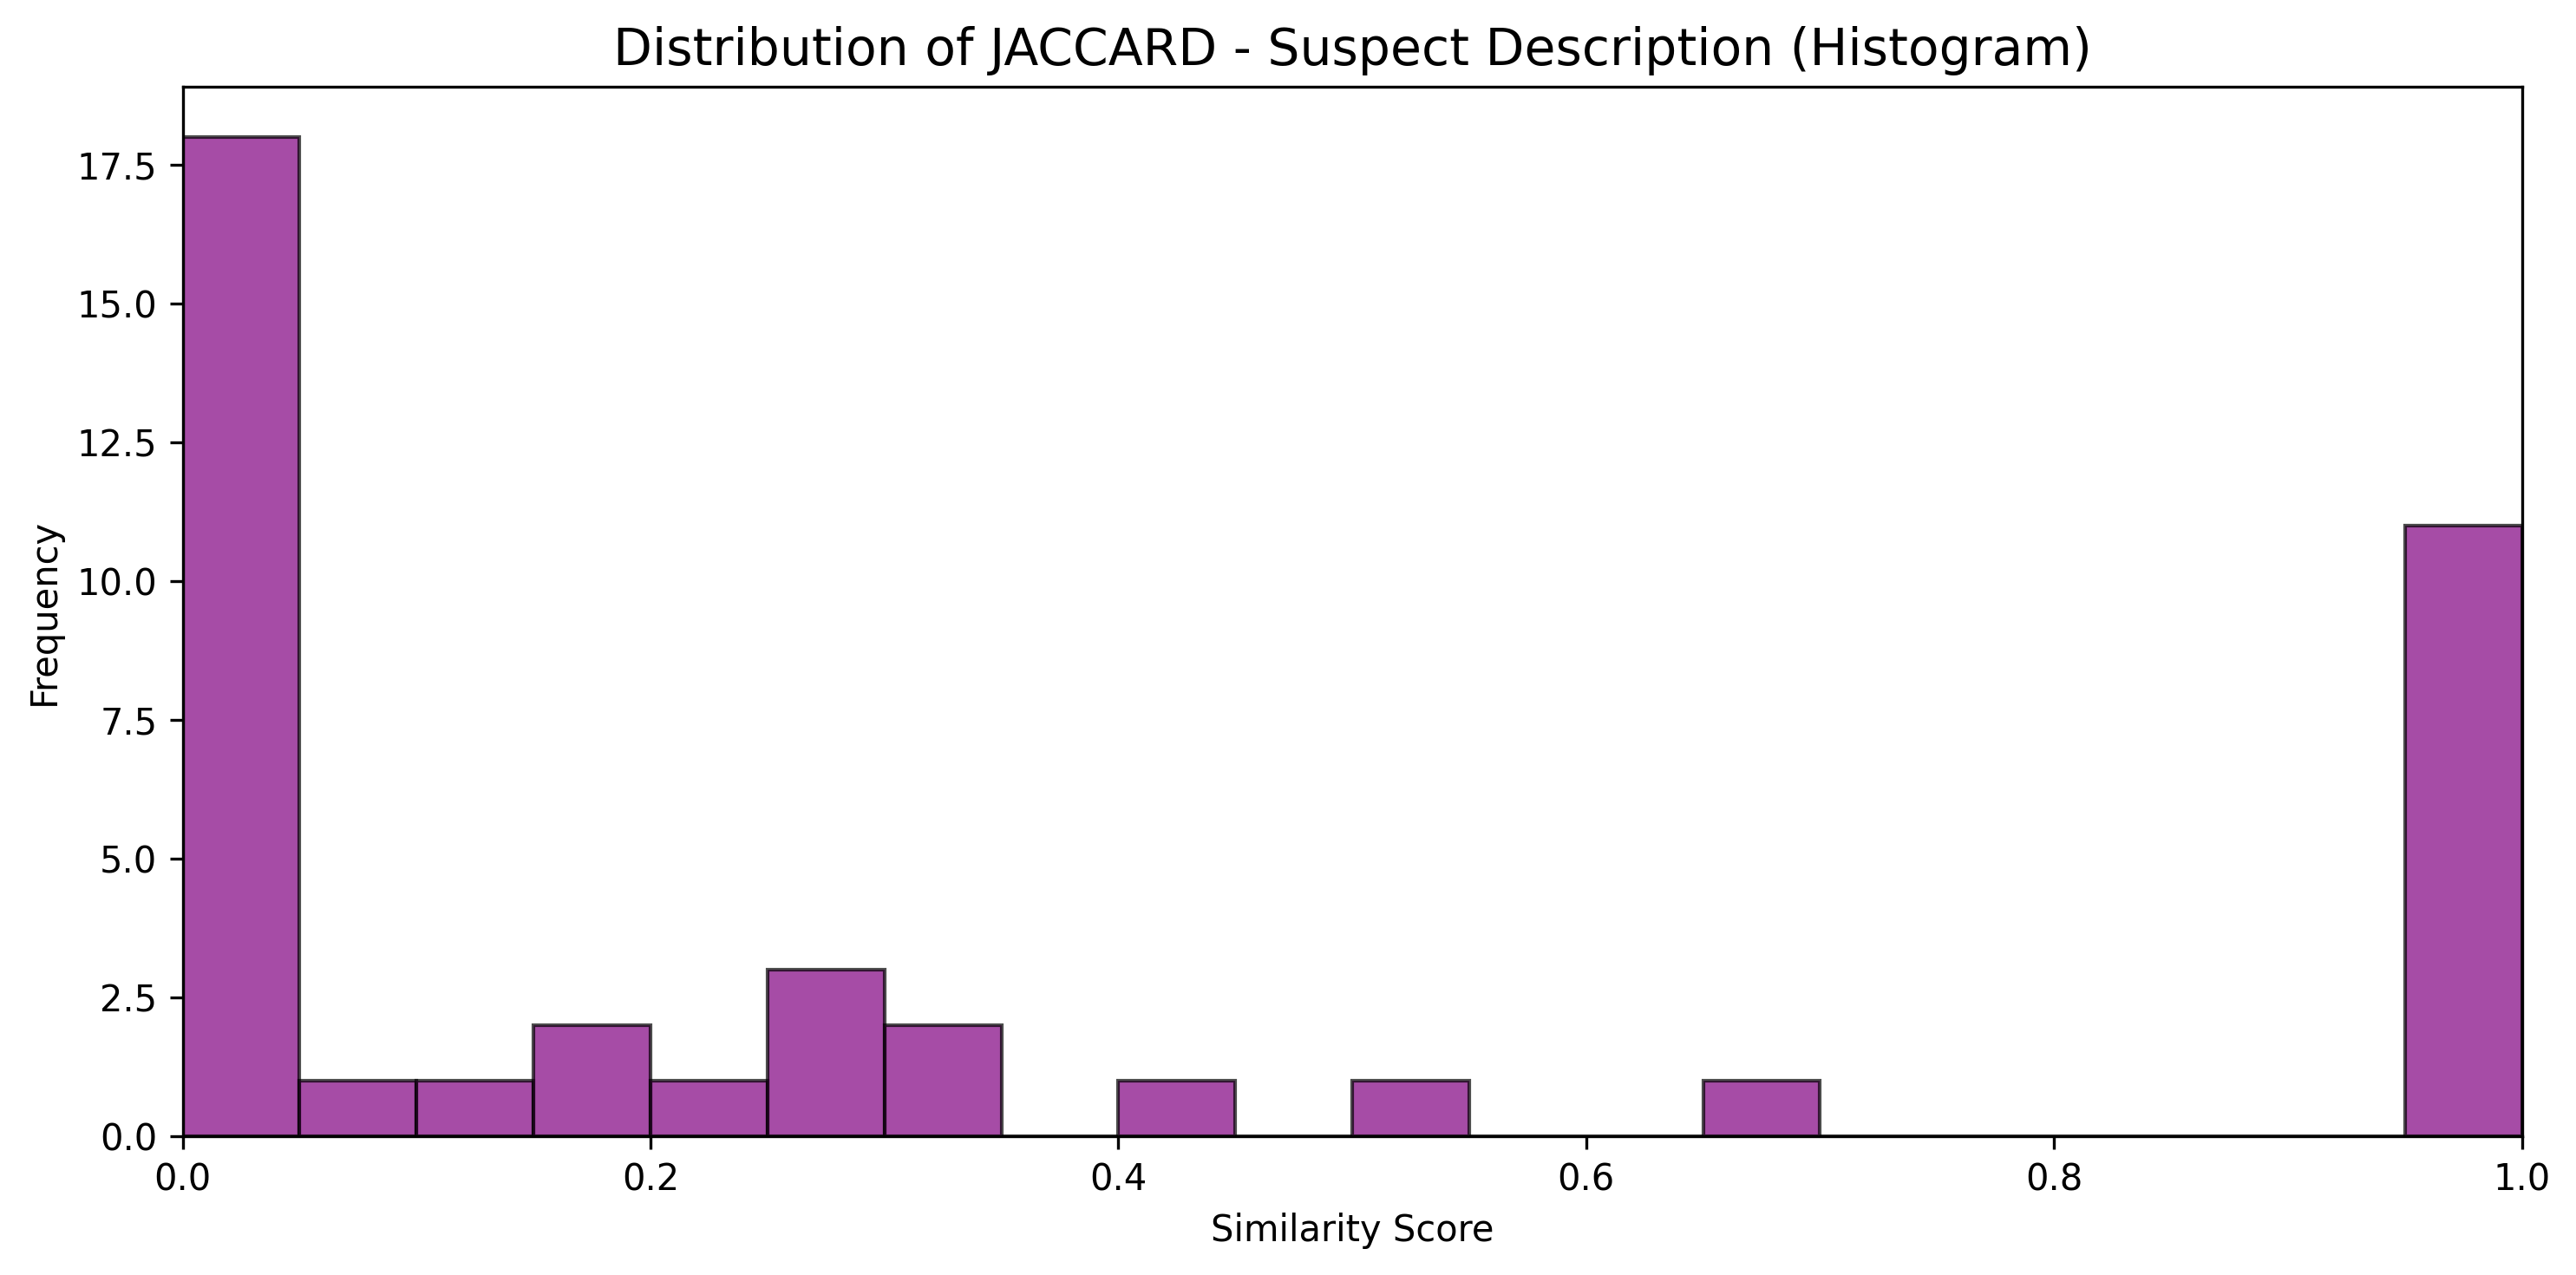 Distribution of JACCARD - Suspect Description (Histogram)
17.5
15.0
12.5
10.0
7.5
5.0
2.5
0.0
Frequency
0.0 0.2 0.4 0.6 0.8 1.0
Similarity Score